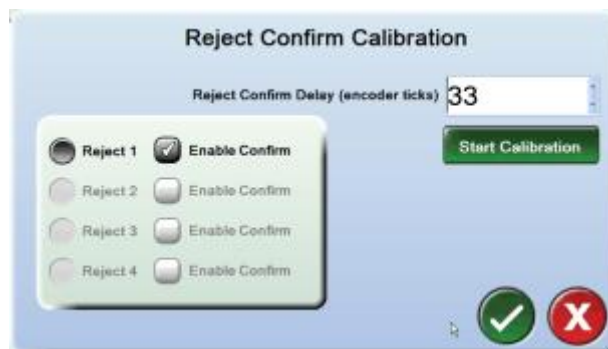 Reject Confirm Calibration
Reject Confirm Delay (encoder ticks) 33
Start Calibration
Reject 1 Enable Confirm
Reject 2 Enable Confirm
Reject 3 Enable Confirm
Reject 4 Enable Confirm